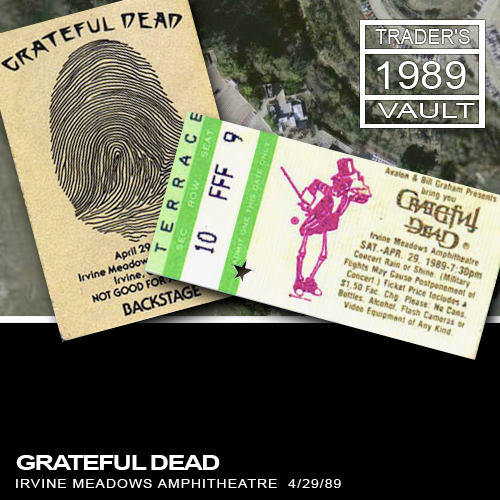 GRATEFUL DEAD
April 29
Irvine Meadow
Irvine,
NOT GOOD FOR
BACKSTAGE
TRADER'S
1989
VAULT
TERRACE
SEC ROW SEAT
10 FFF 9
ADMIT ONE THIS DATE ONLY
Avalon & Bill Graham Presents
bring you
GRATEFUL
DEAD ®
Irvine Meadows Amphitheatre
SAT-APR. 29, 1989-7:30pm
Concert Rain or Shine. (Military
Flights May Cause Postponement of
Concert.) Ticket Price Includes a
$1.50 Fac. Chg. Please: No Cans,
Bottles, Alcohol, Flash Cameras or
Video Equipment of Any Kind.
GRATEFUL DEAD
IRVINE MEADOWS AMPHITHEATRE 4/29/89